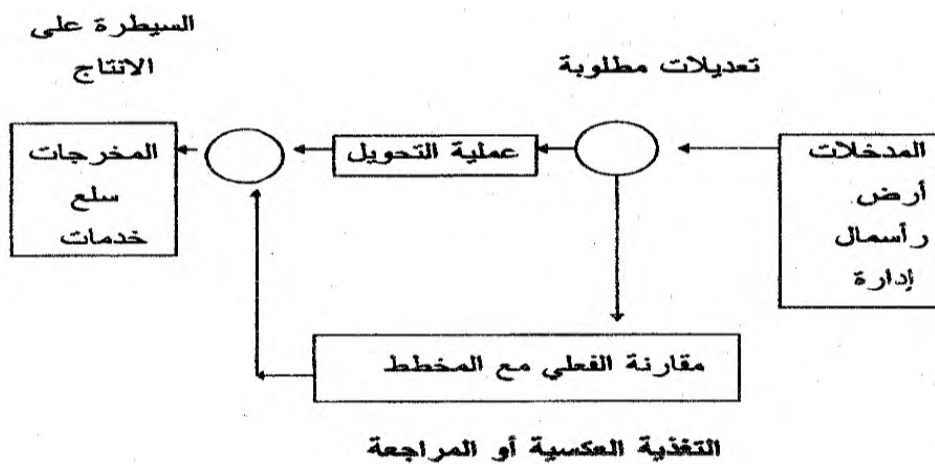 السيطرة على
الانتاج
تعديلات مطلوبة
المدخلات
أرض
رأسمال
إدارة
عملية التحويل
المخرجات
سلع
خدمات
مقارنة الفعلي مع المخطط
التغذية العكسية أو المراجعة